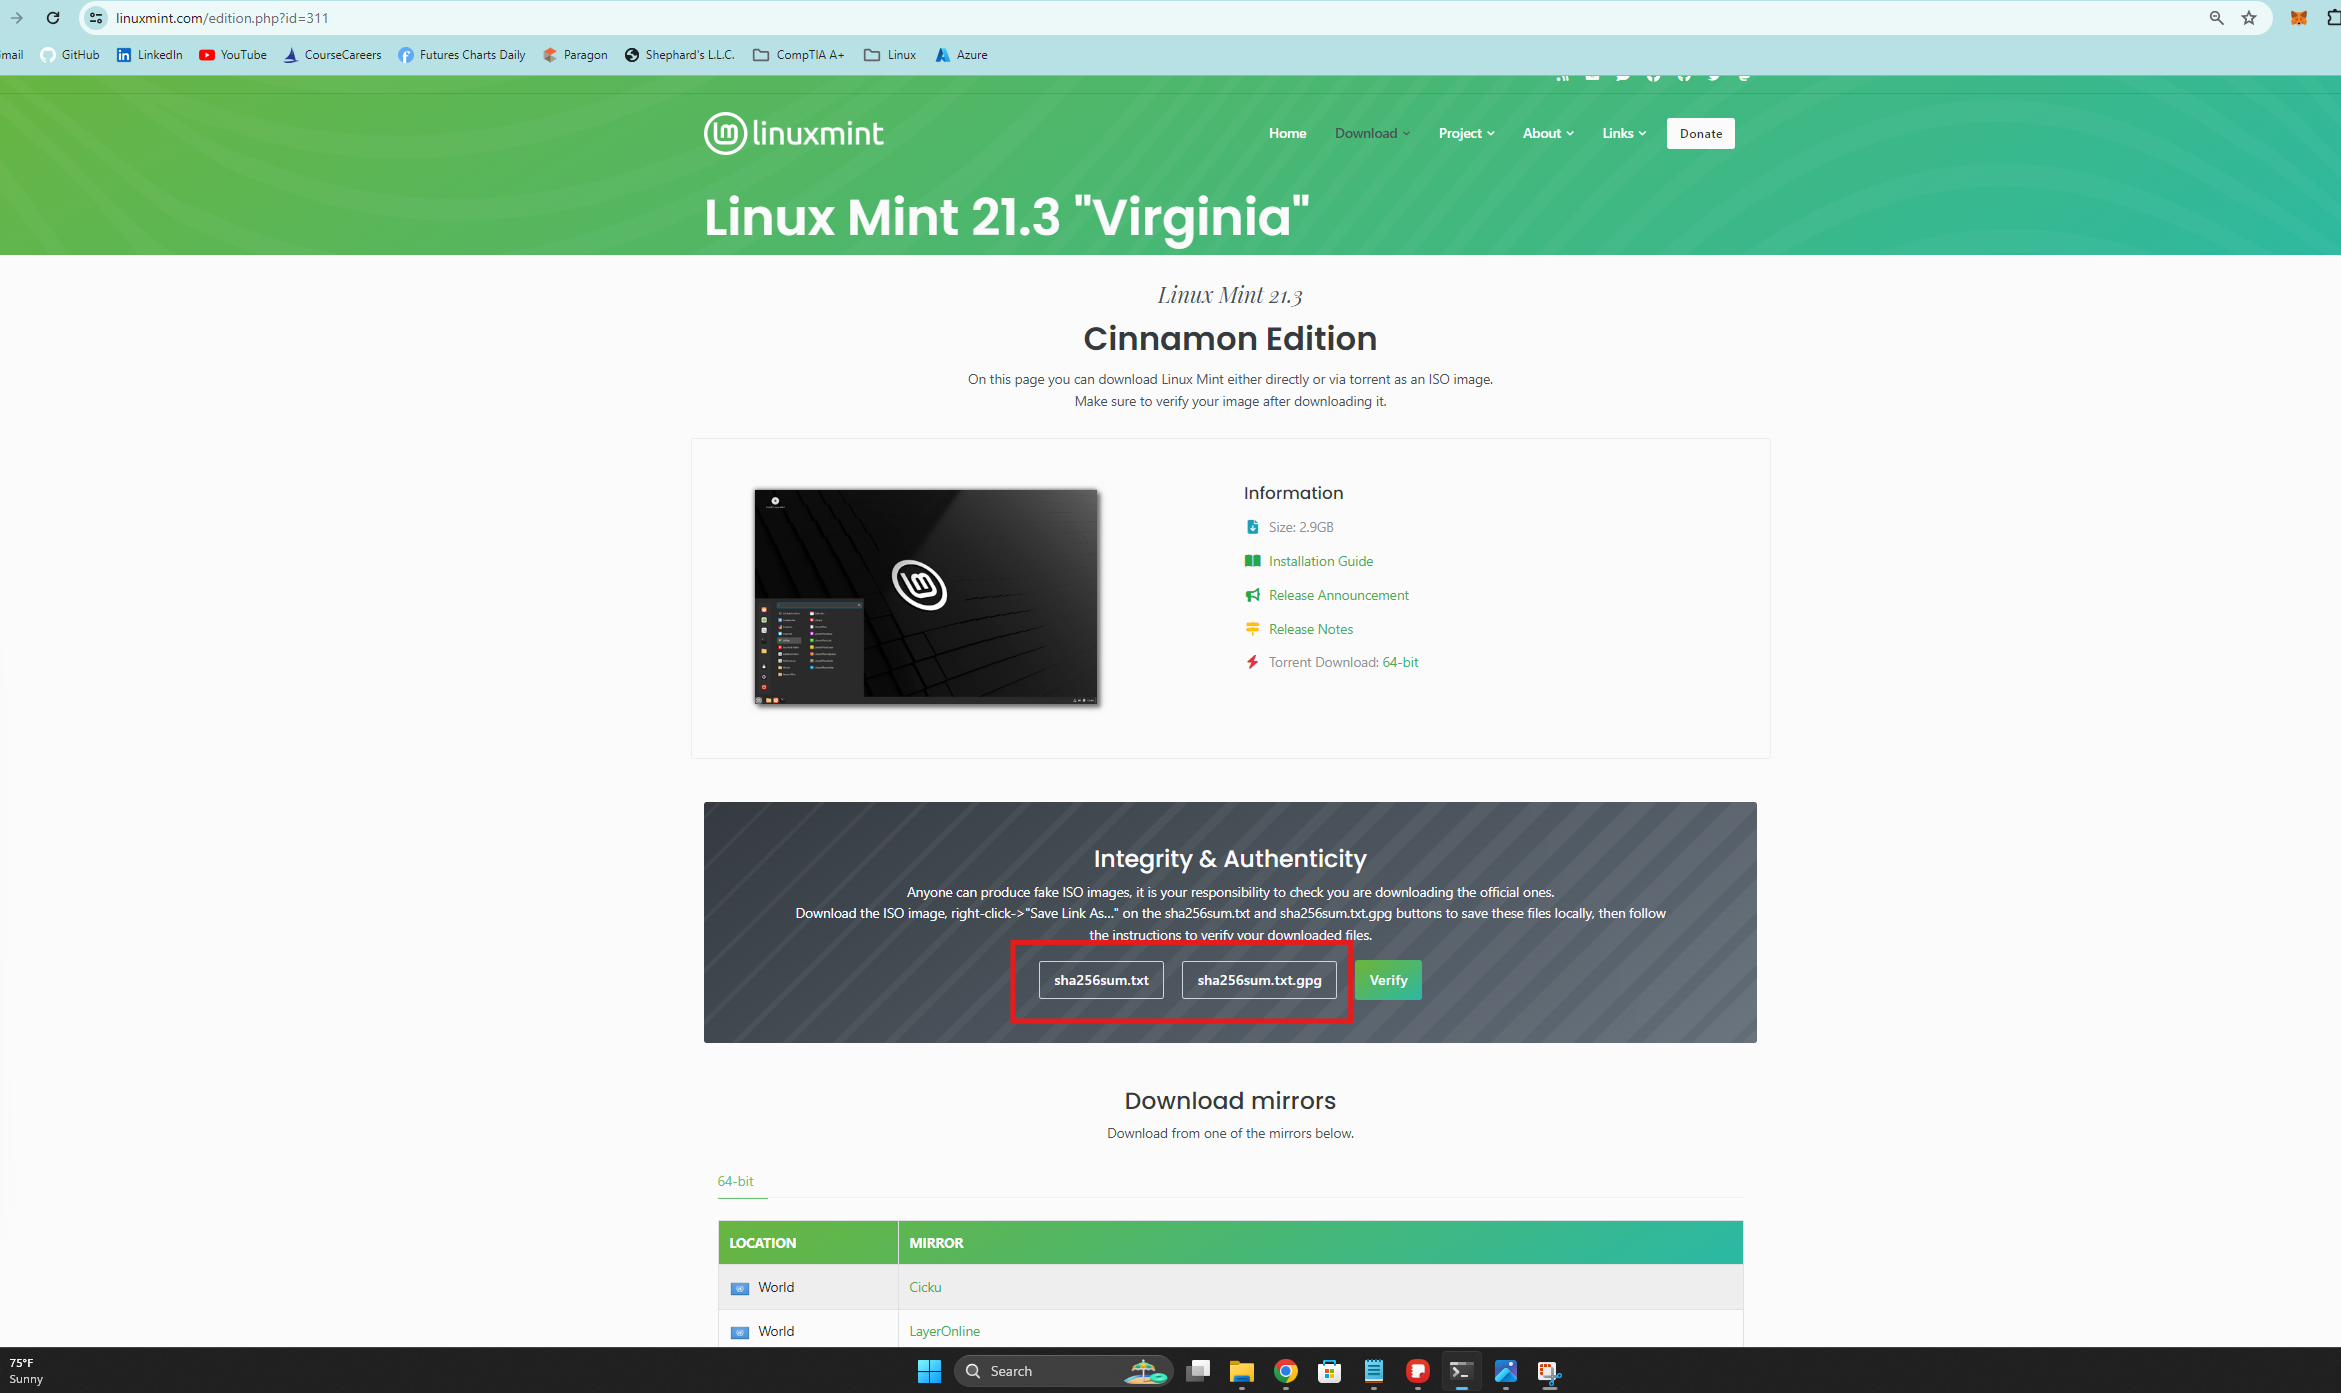 linuxmint.com/edition.php?id=311
mail GitHub LinkedIn YouTube CourseCareers Futures Charts Daily Paragon Shephard's L.L.C. CompTIA A+ Linux Azure
linuxmint
Home Download Project About Links Donate
Linux Mint 21.3 "Virginia"
Linux Mint 21.3
Cinnamon Edition
On this page you can download Linux Mint either directly or via torrent as an ISO image.
Make sure to verify your image after downloading it.
Information
Size: 2.9GB
Installation Guide
Release Announcement
Release Notes
Torrent Download: 64-bit
Integrity & Authenticity
Anyone can produce fake ISO images, it is your responsibility to check you are downloading the official ones.
Download the ISO image, right-click->"Save Link As..." on the sha256sum.txt and sha256sum.txt.gpg buttons to save these files locally, then follow
the instructions to verify your downloaded files.
sha256sum.txt sha256sum.txt.gpg Verify
Download mirrors
Download from one of the mirrors below.
64-bit
LOCATION MIRROR
World Cicku
World LayerOnline
75°F
Sunny
Search